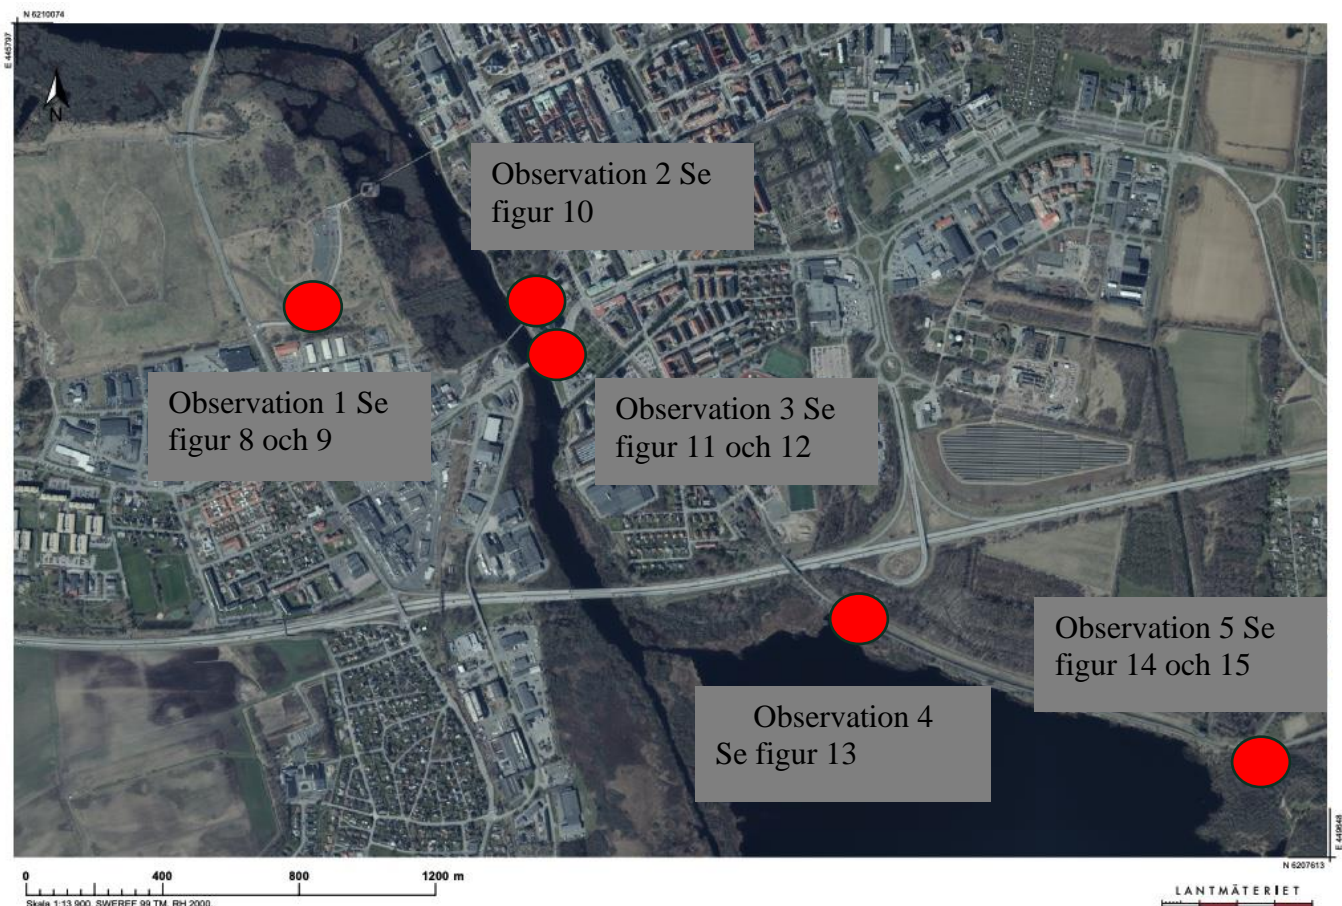 N 6210074
E 445797
N
Observation 2 Se
figur 10
Observation 1 Se
figur 8 och 9
Observation 3 Se
figur 11 och 12
Observation 5 Se
figur 14 och 15
Observation 4
Se figur 13
E 449648
N 6207613
0 400 800 1200 m
Skala 1:13 900, SWEREF 99 TM, RH 2000.
LANTMÄTERIET